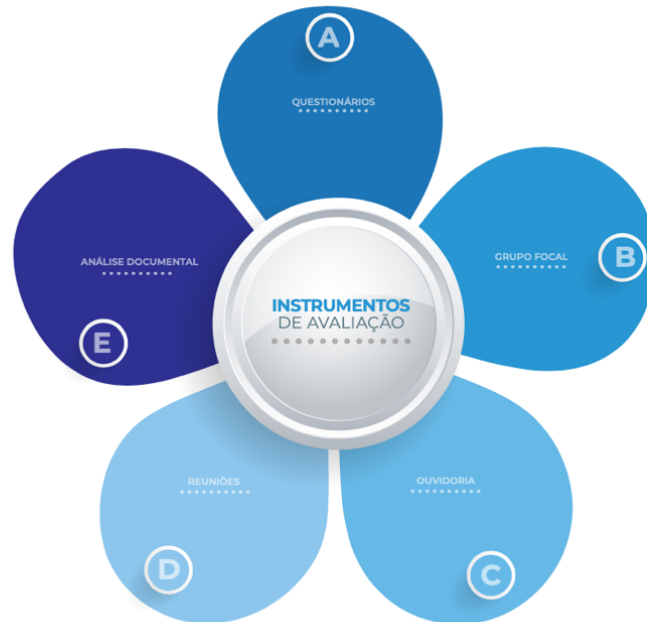 A
QUESTIONÁRIOS
GRUPO FOCAL
B
ANÁLISE DOCUMENTAL
E
INSTRUMENTOS
DE AVALIAÇÃO
REUNIÕES
D
OUVIDORIA
C